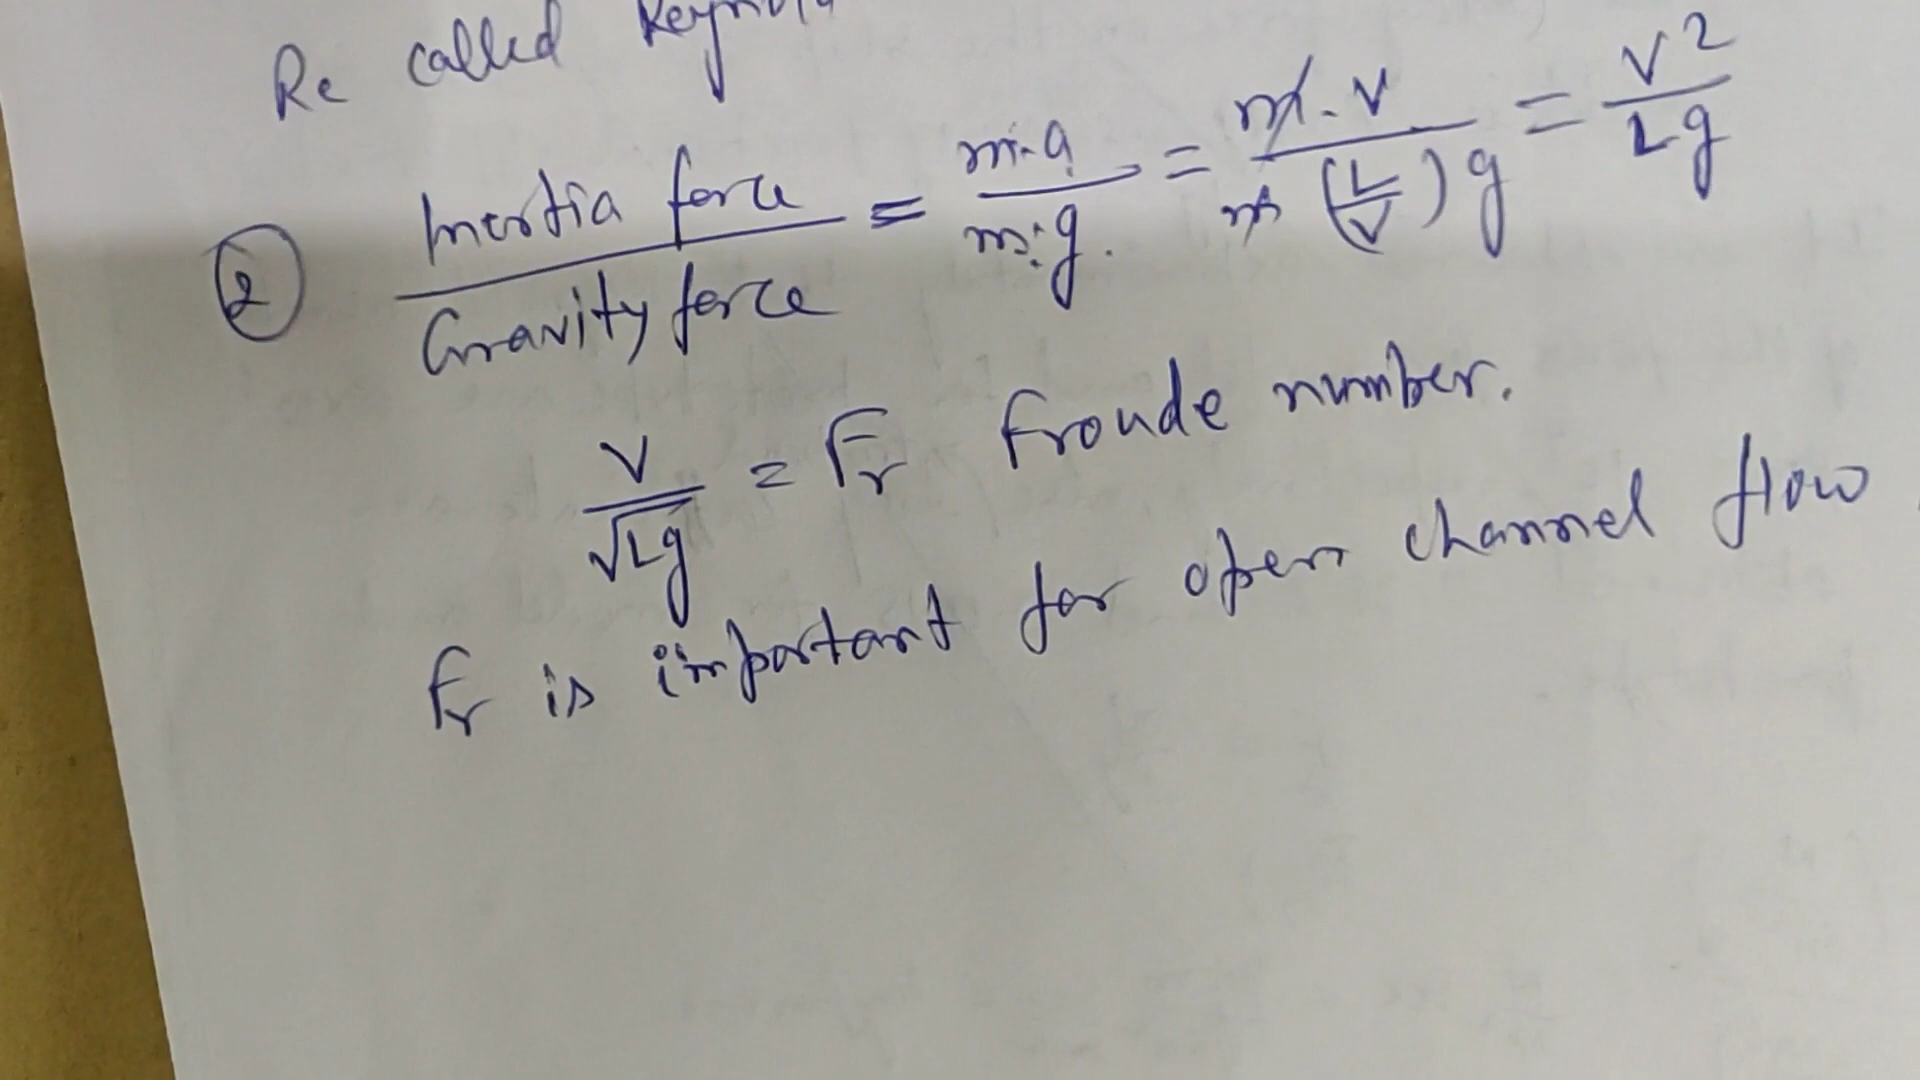 Re called Reynold
② Inertia force / Gravity force = m.a / m.g. = m. V / m (L/V) g = V² / Lg
V / √Lg = Fr Froude number.
Fr is important for open channel flow